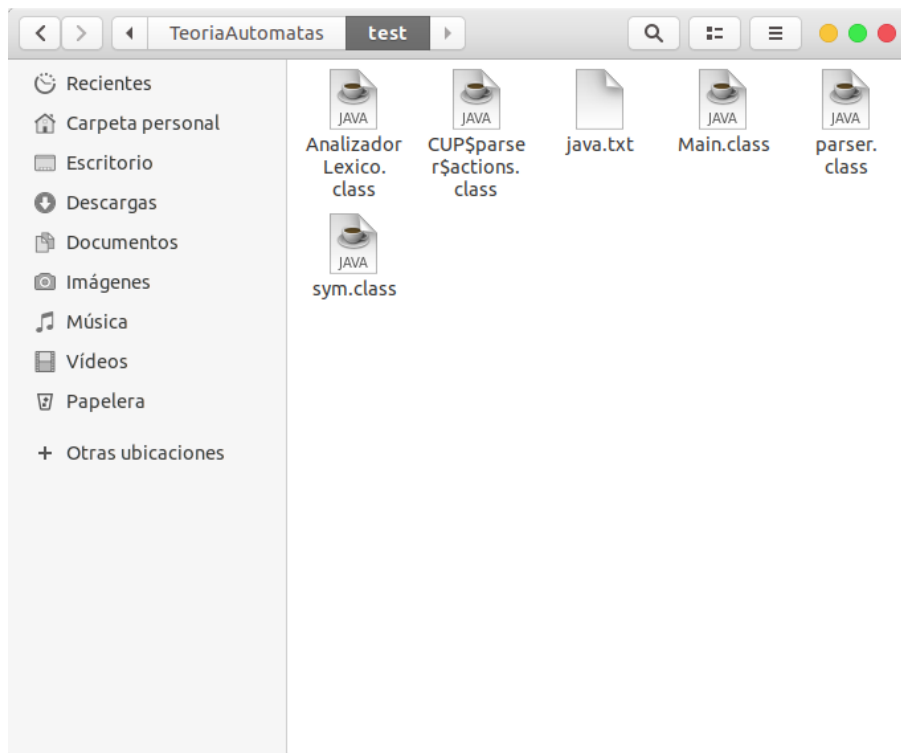 TeoriaAutomatas test
Recientes
Carpeta personal
Escritorio
Descargas
Documentos
Imágenes
Música
Vídeos
Papelera
+ Otras ubicaciones
JAVA
Analizador
Lexico.
class
JAVA
CUP$parse
r$actions.
class
java.txt
JAVA
Main.class
JAVA
parser.
class
JAVA
sym.class